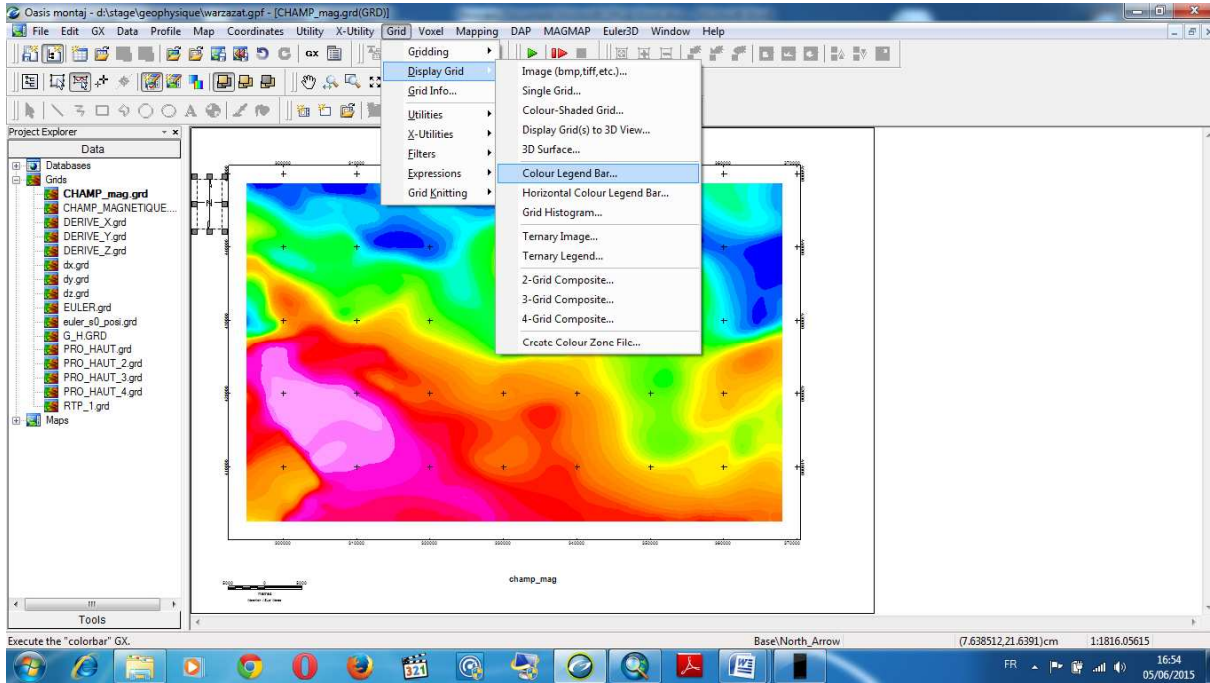 Oasis montaj - d:\stage\geophysique\warzazat.gpf - [CHAMP_mag.grd(GRD)]
File Edit GX Data Profile Map Coordinates Utility X-Utility Grid Voxel Mapping DAP MAGMAP Euler3D Window Help
GX
Gridding
Display Grid
Grid Info...
Utilities
X-Utilities
Filters
Expressions
Grid Knitting
Image (bmp,tiff,etc.)...
Single Grid...
Colour-Shaded Grid...
Display Grid(s) to 3D View...
3D Surface...
Colour Legend Bar...
Horizontal Colour Legend Bar...
Grid Histogram...
Ternary Image...
Ternary Legend...
2-Grid Composite...
3-Grid Composite...
4-Grid Composite...
Create Colour Zone File...
Project Explorer
Data
Databases
Grids
CHAMP_mag.grd
CHAMP_MAGNETIQUE....
DERIVE_X.grd
DERIVE_Y.grd
DERIVE_Z.grd
dx.grd
dy.grd
dz.grd
EULER.grd
euler_s0_posi.grd
G_H.GRD
PRO_HAUT.grd
PRO_HAUT_2.grd
PRO_HAUT_3.grd
PRO_HAUT_4.grd
RTP_1.grd
Maps
Tools
N
champ_mag
Execute the "colorbar" GX.
Base\North_Arrow
(7.638512,21.6391)cm
1:1816.05615
321
FR
16:54
05/06/2015